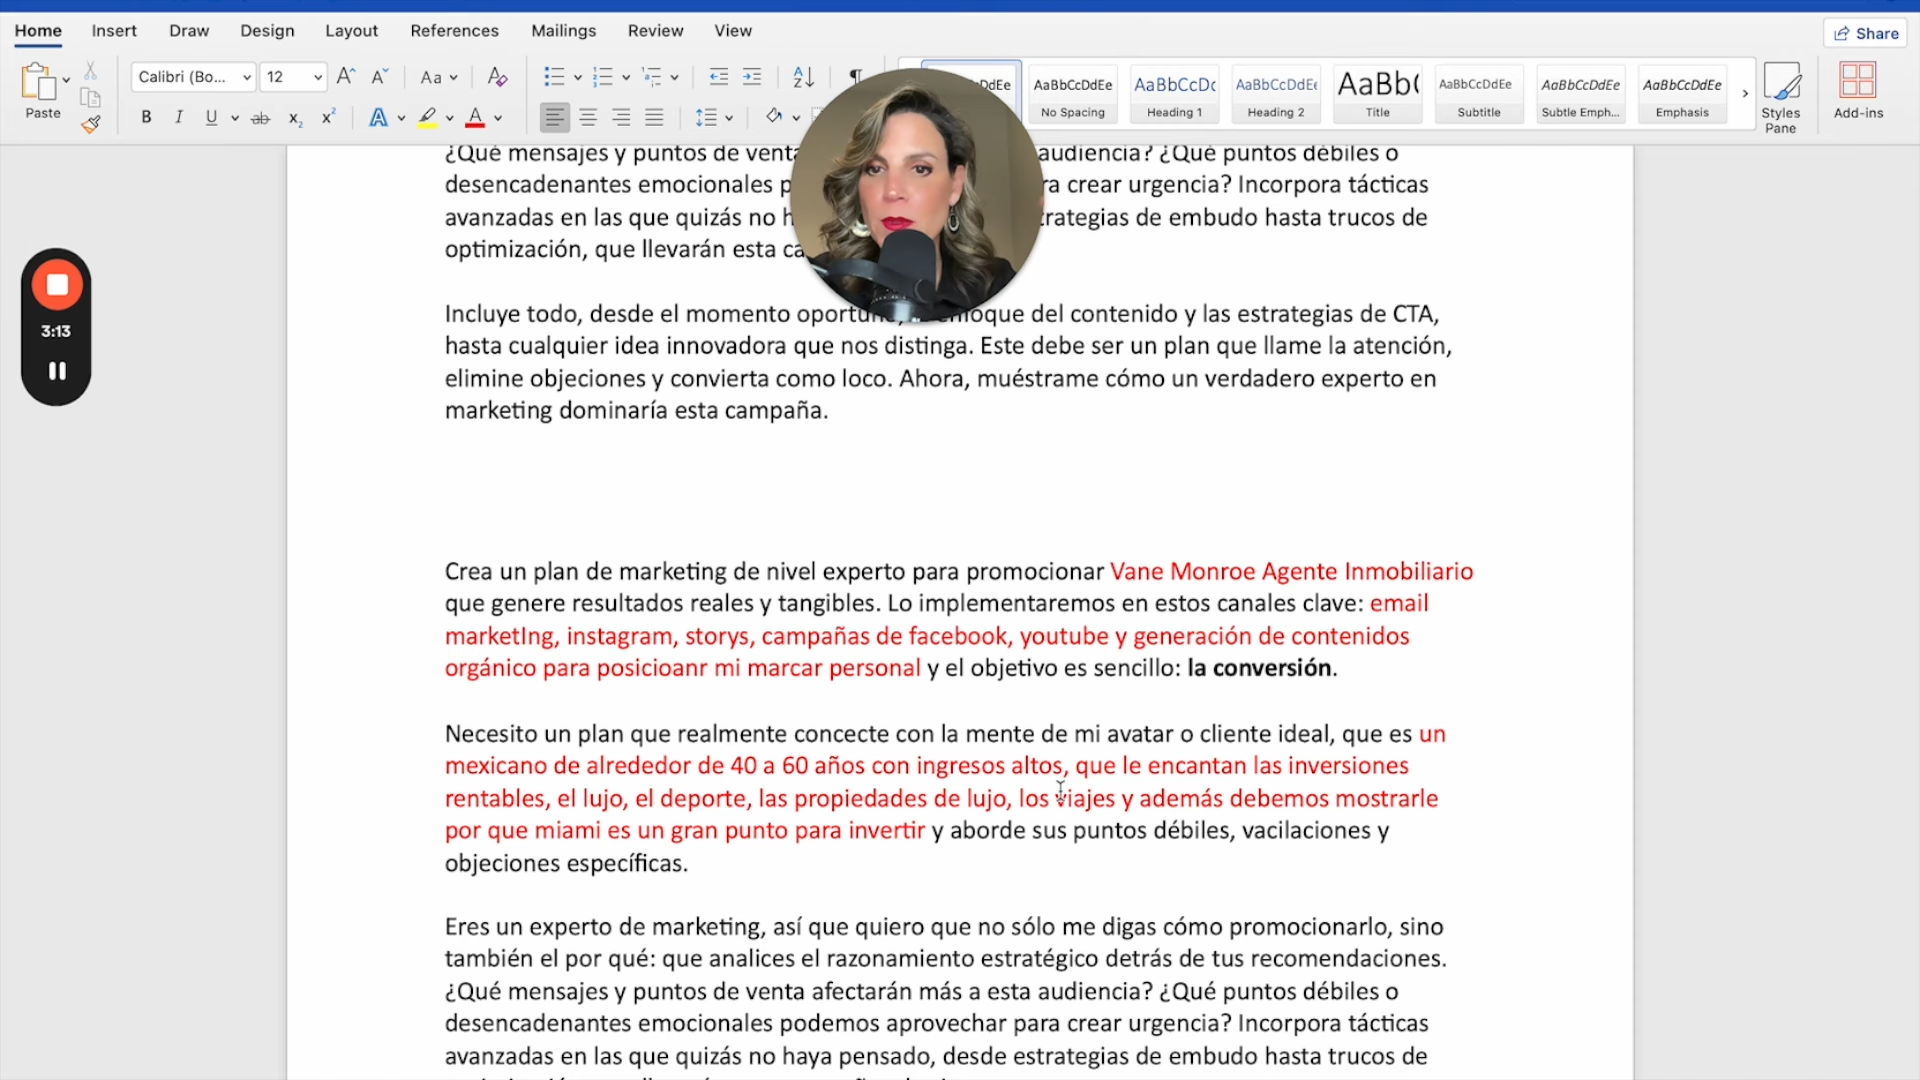 Home Insert Draw Design Layout References Mailings Review View Share
Calibri (Bo... 12 Aa
Paste
AaBbCcDdEe AaBbCcDc AaBbCcDdEe AaBb( AaBbCcDdEe AaBbCcDdEe AaBbCcDdEe
No Spacing Heading 1 Heading 2 Title Subtitle Subtle Emph... Emphasis
Styles Pane
Add-ins
¿Qué mensajes y puntos de venta audiencia? ¿Qué puntos débiles o
desencadenantes emocionales crear urgencia? Incorpora tácticas
avanzadas en las que quizás no de embudo hasta trucos de
optimización, que llevarán esta
3:13
Incluye todo, desde el momento del contenido y las estrategias de CTA,
hasta cualquier idea innovadora que nos distinga. Este debe ser un plan que llame la atención,
elimine objeciones y convierta como loco. Ahora, muéstrame cómo un verdadero experto en
marketing dominaría esta campaña.
Crea un plan de marketing de nivel experto para promocionar Vane Monroe Agente Inmobiliario
que genere resultados reales y tangibles. Lo implementaremos en estos canales clave: email
marketIng, instagram, storys, campañas de facebook, youtube y generación de contenidos
orgánico para posicioanr mi marcar personal y el objetivo es sencillo: la conversión.
Necesito un plan que realmente concecte con la mente de mi avatar o cliente ideal, que es un
mexicano de alrededor de 40 a 60 años con ingresos altos, que le encantan las inversiones
rentables, el lujo, el deporte, las propiedades de lujo, los viajes y además debemos mostrarle
por que miami es un gran punto para invertir y aborde sus puntos débiles, vacilaciones y
objeciones específicas.
Eres un experto de marketing, así que quiero que no sólo me digas cómo promocionarlo, sino
también el por qué: que analices el razonamiento estratégico detrás de tus recomendaciones.
¿Qué mensajes y puntos de venta afectarán más a esta audiencia? ¿Qué puntos débiles o
desencadenantes emocionales podemos aprovechar para crear urgencia? Incorpora tácticas
avanzadas en las que quizás no haya pensado, desde estrategias de embudo hasta trucos de